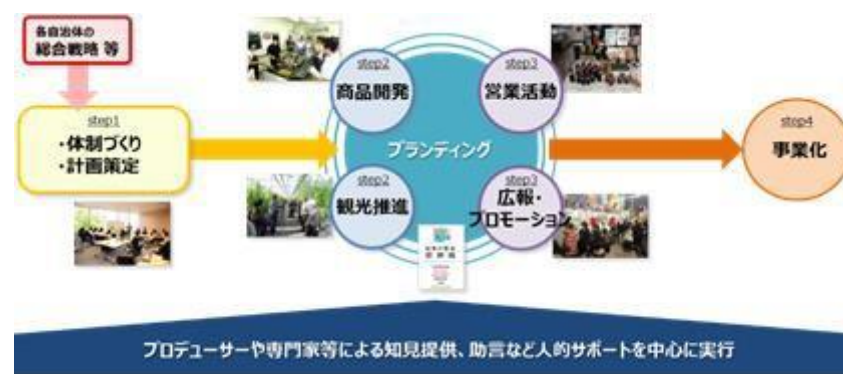 各自治体の
総合戦略 等
step1
・体制づくり
・計画策定
step2
商品開発
step2
観光推進
ブランディング
step3
営業活動
step3
広報・
プロモーション
step4
事業化
プロデューサーや専門家等による知見提供、助言など人的サポートを中心に実行